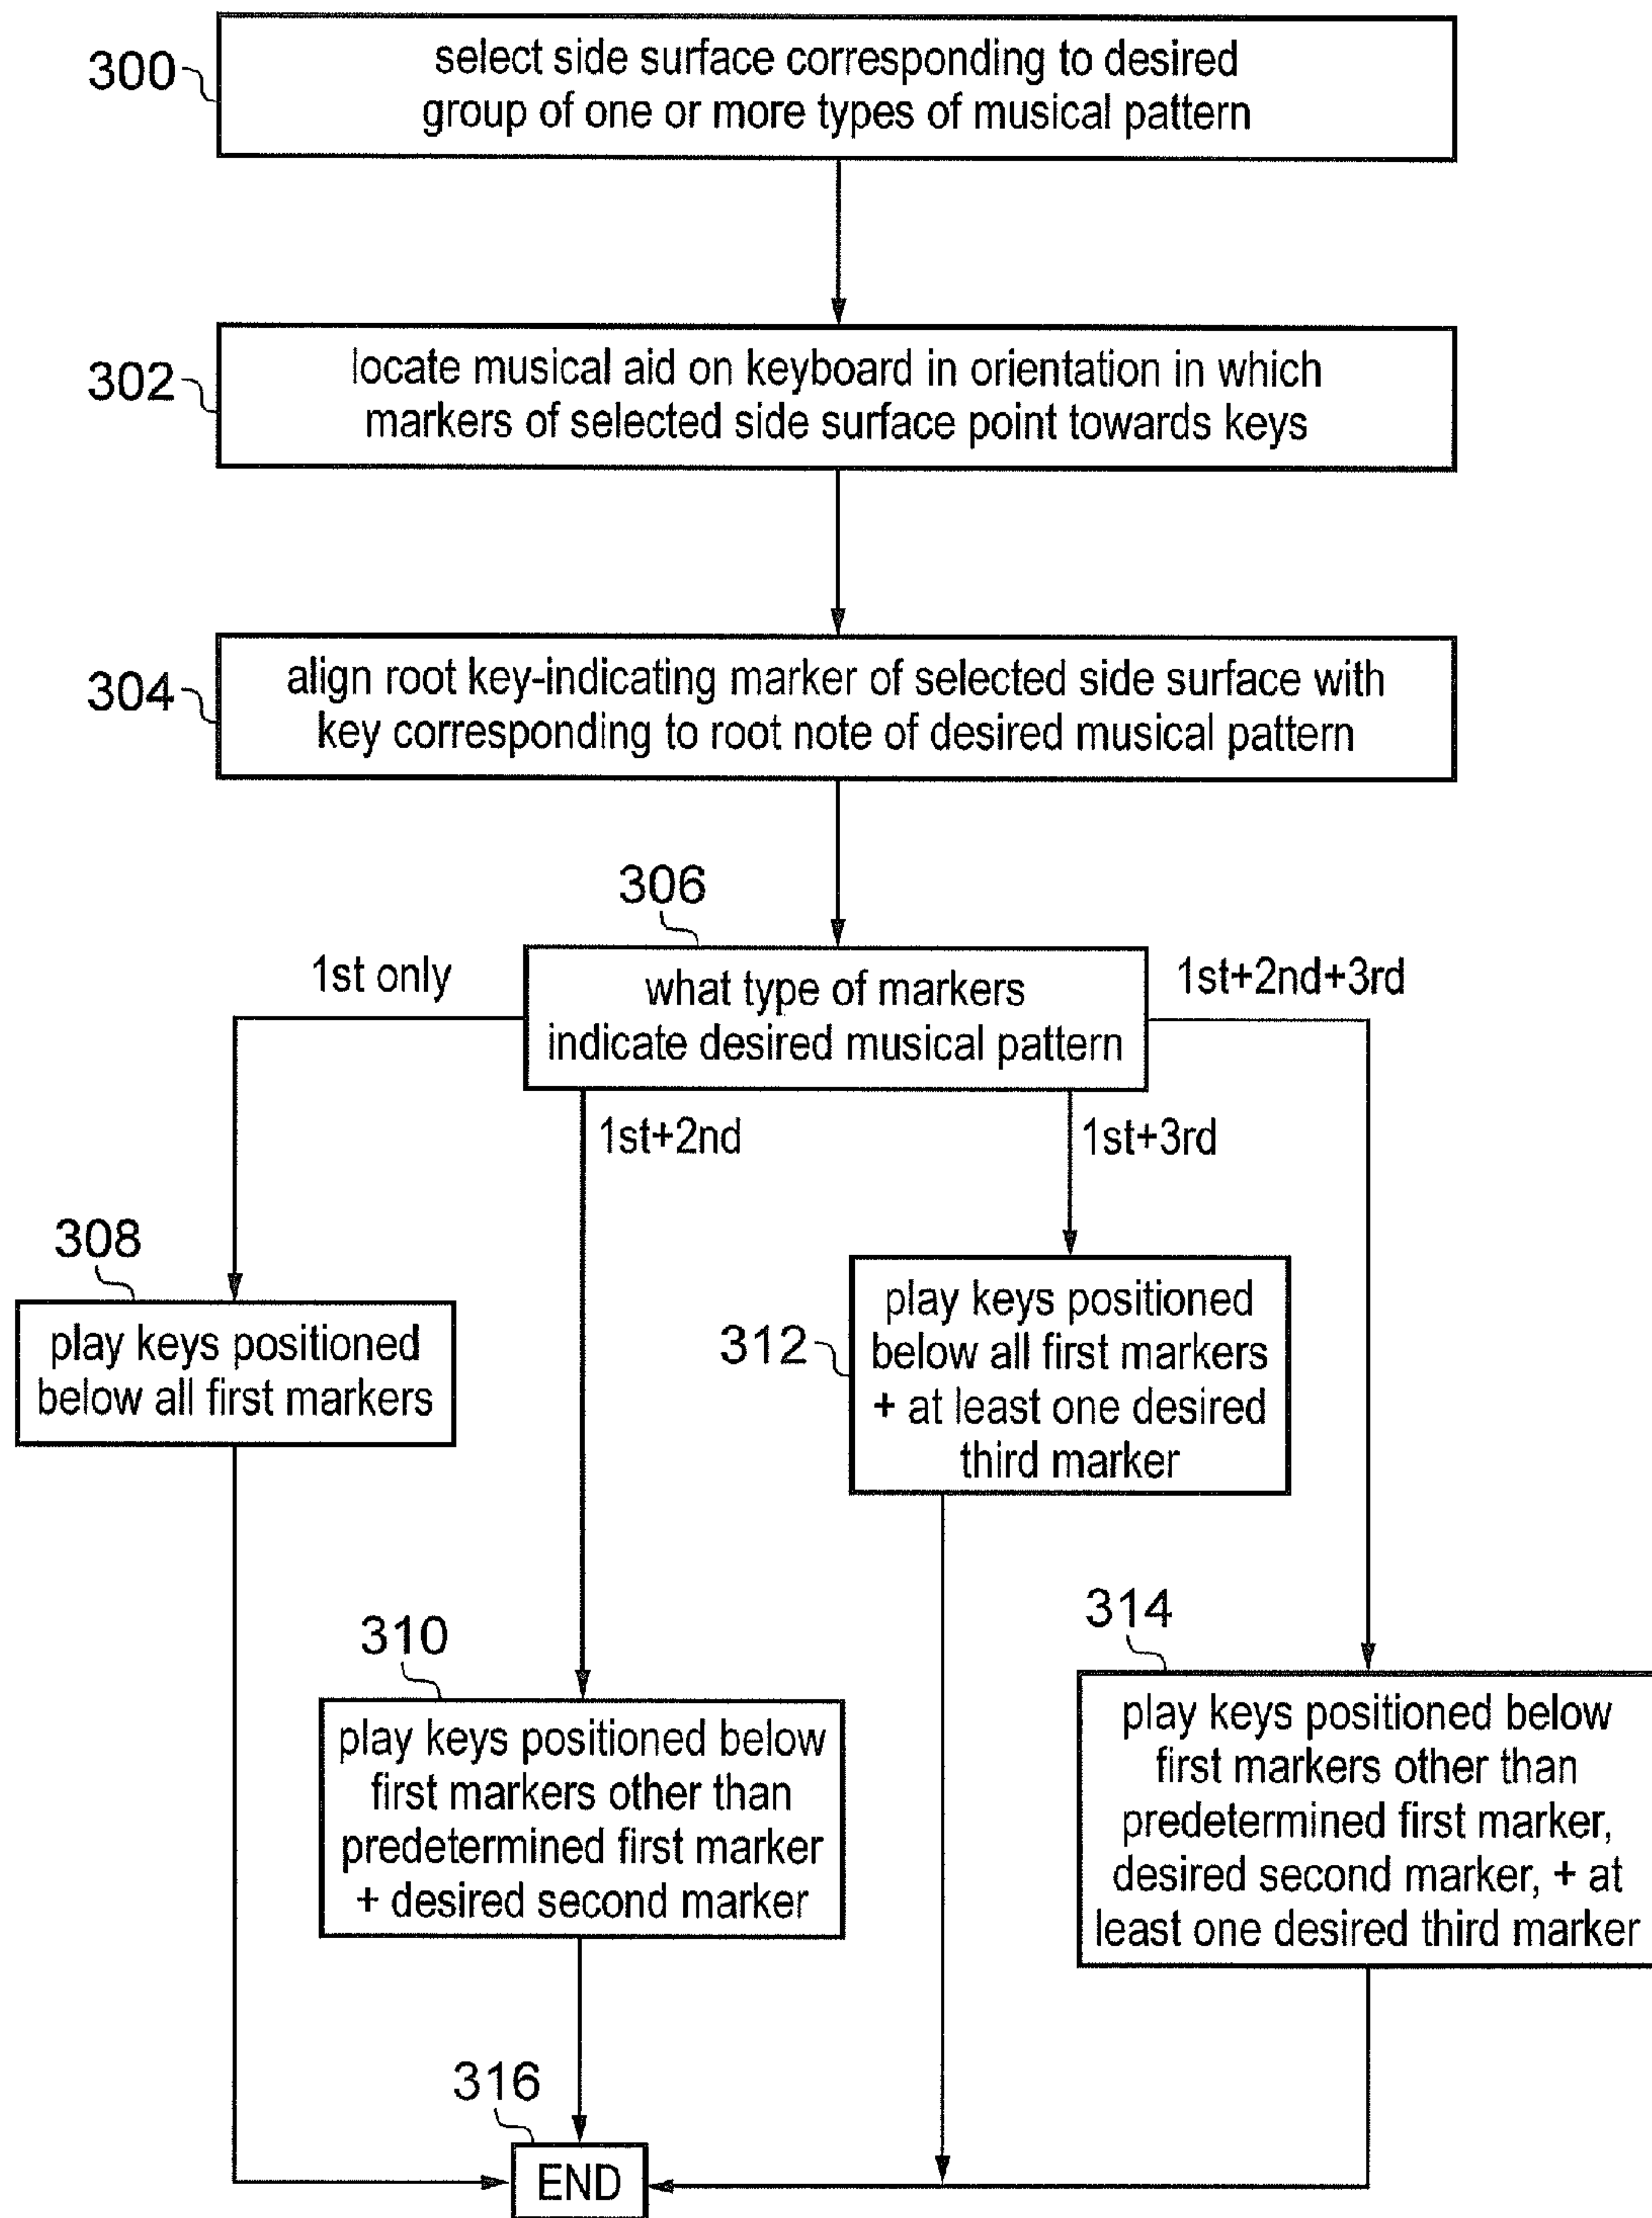 300
select side surface corresponding to desired
group of one or more types of musical pattern
302
locate musical aid on keyboard in orientation in which
markers of selected side surface point towards keys
304
align root key-indicating marker of selected side surface with
key corresponding to root note of desired musical pattern
306
1st only
what type of markers
indicate desired musical pattern
1st+2nd+3rd
1st+2nd
1st+3rd
308
play keys positioned
below all first markers
312
play keys positioned
below all first markers
+ at least one desired
third marker
310
play keys positioned below
first markers other than
predetermined first marker
+ desired second marker
314
play keys positioned below
first markers other than
predetermined first marker,
desired second marker, + at
least one desired third marker
316
END